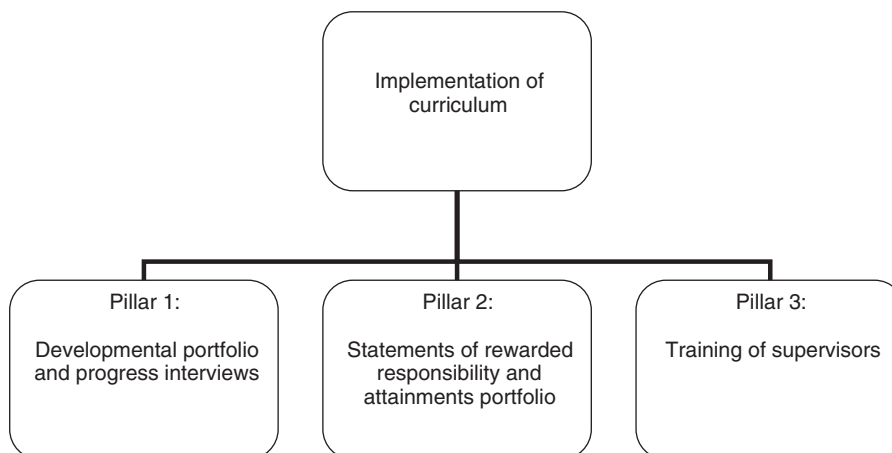 Implementation of
curriculum
Pillar 1:
Developmental portfolio
and progress interviews
Pillar 2:
Statements of rewarded
responsibility and
attainments portfolio
Pillar 3:
Training of supervisors